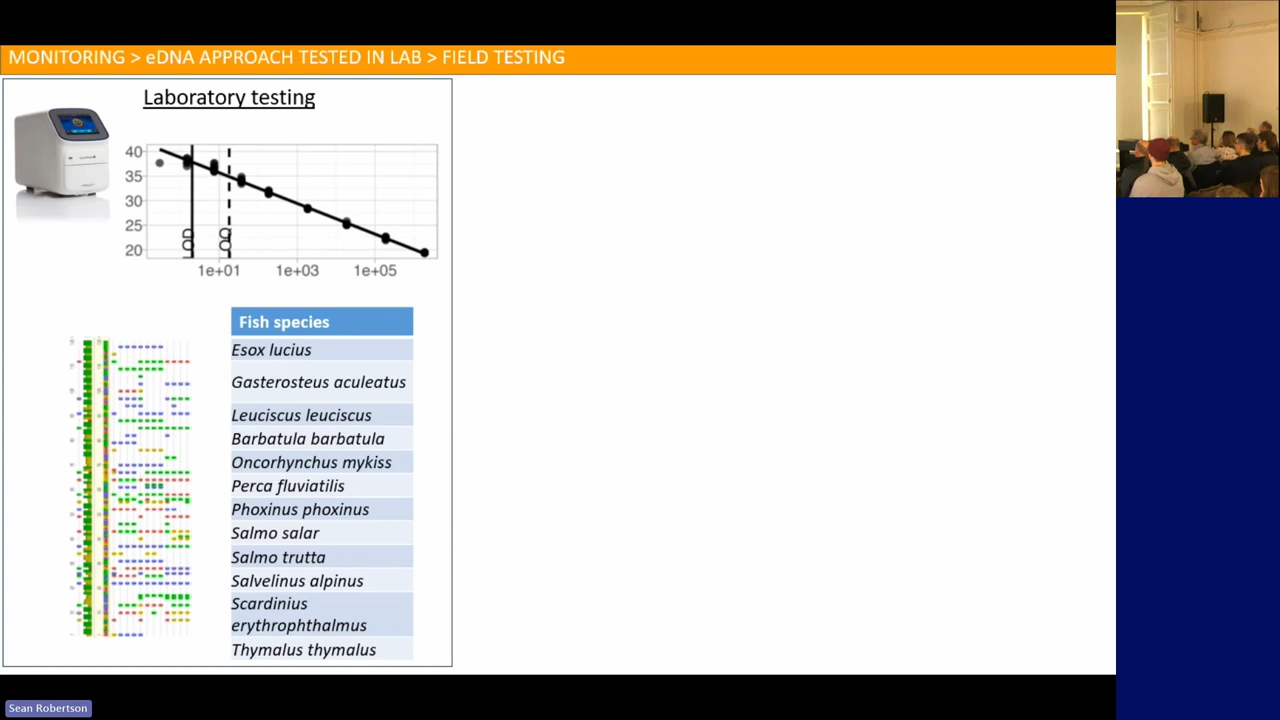 MONITORING > eDNA APPROACH TESTED IN LAB > FIELD TESTING
Laboratory testing
40
35
30
25
20
LOD
LOQ
1e+01
1e+03
1e+05
Fish species
Esox lucius
Gasterosteus aculeatus
Leuciscus leuciscus
Barbatula barbatula
Oncorhynchus mykiss
Perca fluviatilis
Phoxinus phoxinus
Salmo salar
Salmo trutta
Salvelinus alpinus
Scardinius
erythrophthalmus
Thymalus thymalus
Sean Robertson